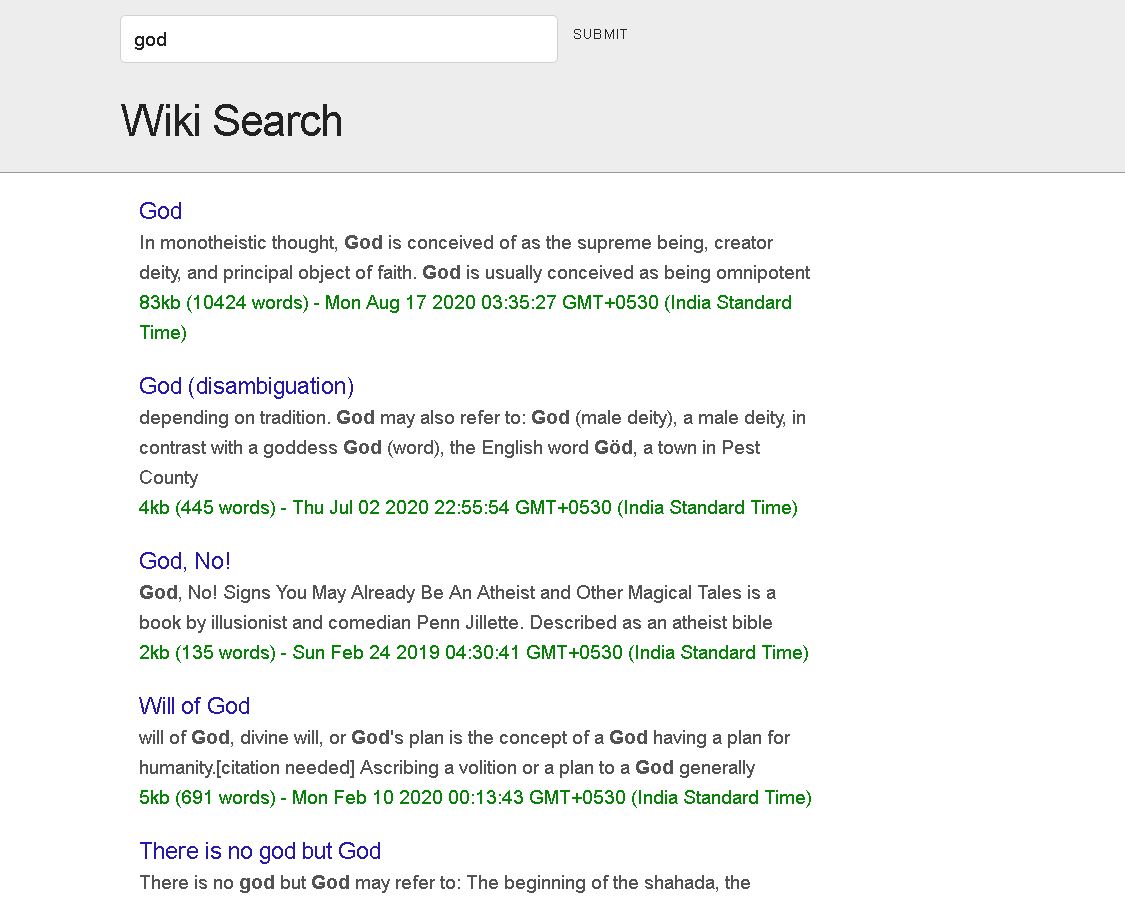 god
SUBMIT
Wiki Search
God
In monotheistic thought, God is conceived of as the supreme being, creator
deity, and principal object of faith. God is usually conceived as being omnipotent
83kb (10424 words) - Mon Aug 17 2020 03:35:27 GMT+0530 (India Standard
Time)
God (disambiguation)
depending on tradition. God may also refer to: God (male deity), a male deity, in
contrast with a goddess God (word), the English word Göd, a town in Pest
County
4kb (445 words) - Thu Jul 02 2020 22:55:54 GMT+0530 (India Standard Time)
God, No!
God, No! Signs You May Already Be An Atheist and Other Magical Tales is a
book by illusionist and comedian Penn Jillette. Described as an atheist bible
2kb (135 words) - Sun Feb 24 2019 04:30:41 GMT+0530 (India Standard Time)
Will of God
will of God, divine will, or God's plan is the concept of a God having a plan for
humanity.[citation needed] Ascribing a volition or a plan to a God generally
5kb (691 words) - Mon Feb 10 2020 00:13:43 GMT+0530 (India Standard Time)
There is no god but God
There is no god but God may refer to: The beginning of the shahada, the